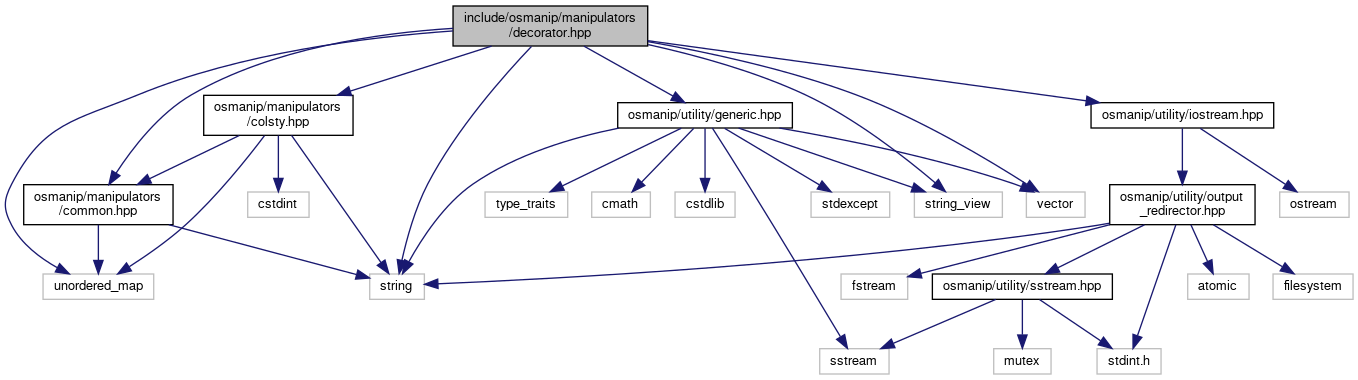 include/osmanip/manipulators
/decorator.hpp
osmanip/manipulators
/colsty.hpp
osmanip/utility/generic.hpp
osmanip/utility/iostream.hpp
osmanip/manipulators
/common.hpp
cstdint
type_traits
cmath
cstdlib
stdexcept
string_view
vector
osmanip/utility/output
_redirector.hpp
ostream
unordered_map
string
fstream
osmanip/utility/sstream.hpp
atomic
filesystem
sstream
mutex
stdint.h